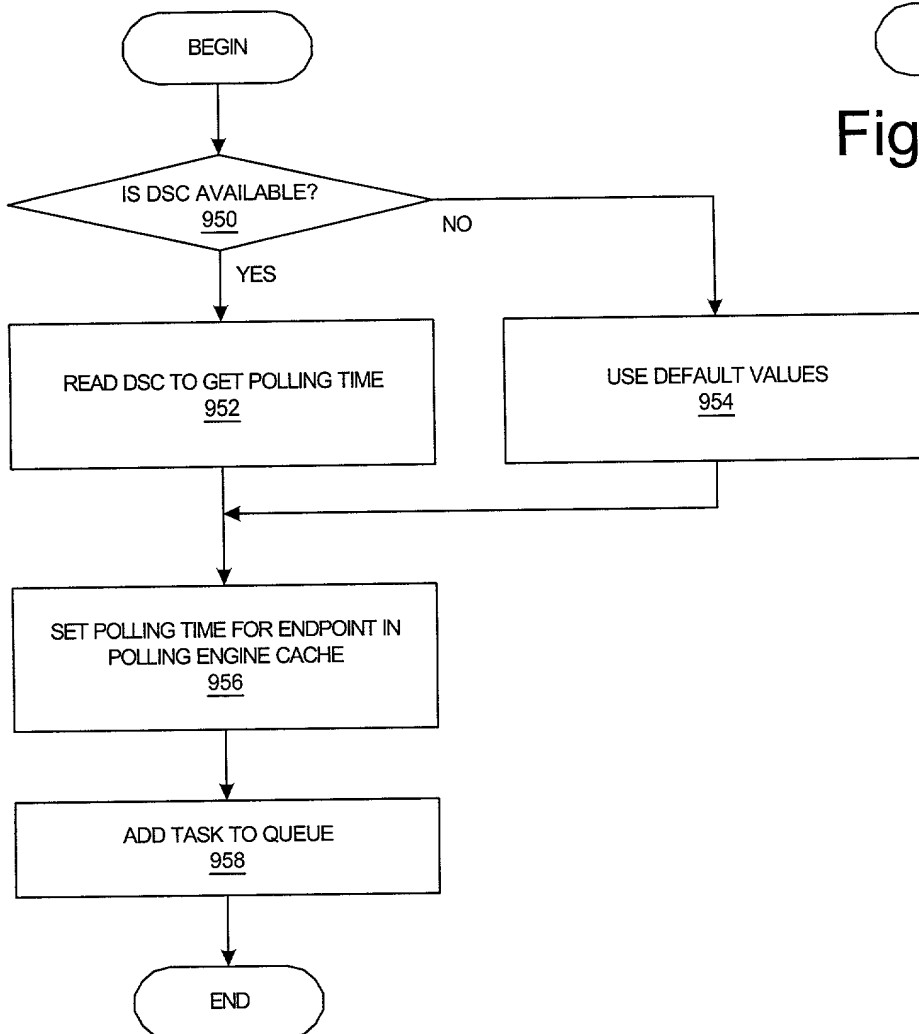 BEGIN
Fig
IS DSC AVAILABLE?
950
NO
YES
READ DSC TO GET POLLING TIME
952
USE DEFAULT VALUES
954
SET POLLING TIME FOR ENDPOINT IN
POLLING ENGINE CACHE
956
ADD TASK TO QUEUE
958
END